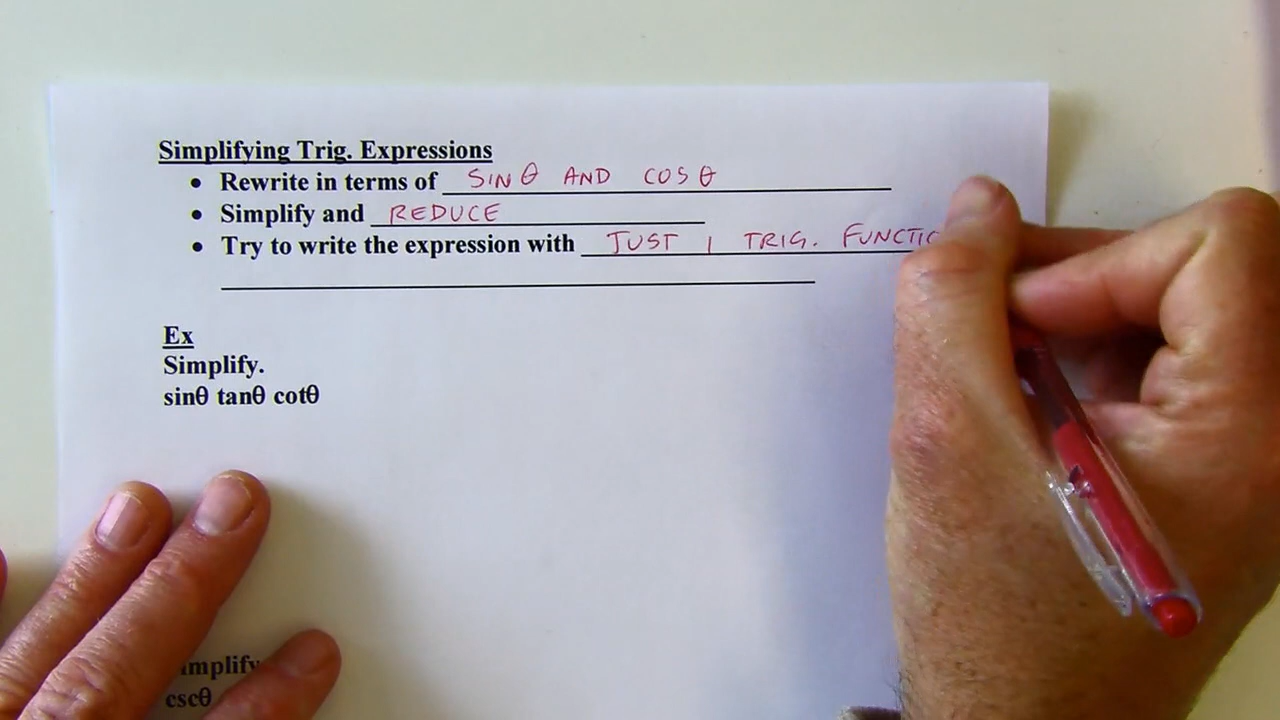 Simplifying Trig. Expressions
• Rewrite in terms of SIN θ AND COS θ
• Simplify and REDUCE
• Try to write the expression with JUST 1 TRIG.
Ex
Simplify.
sinθ tanθ cotθ
cscθ